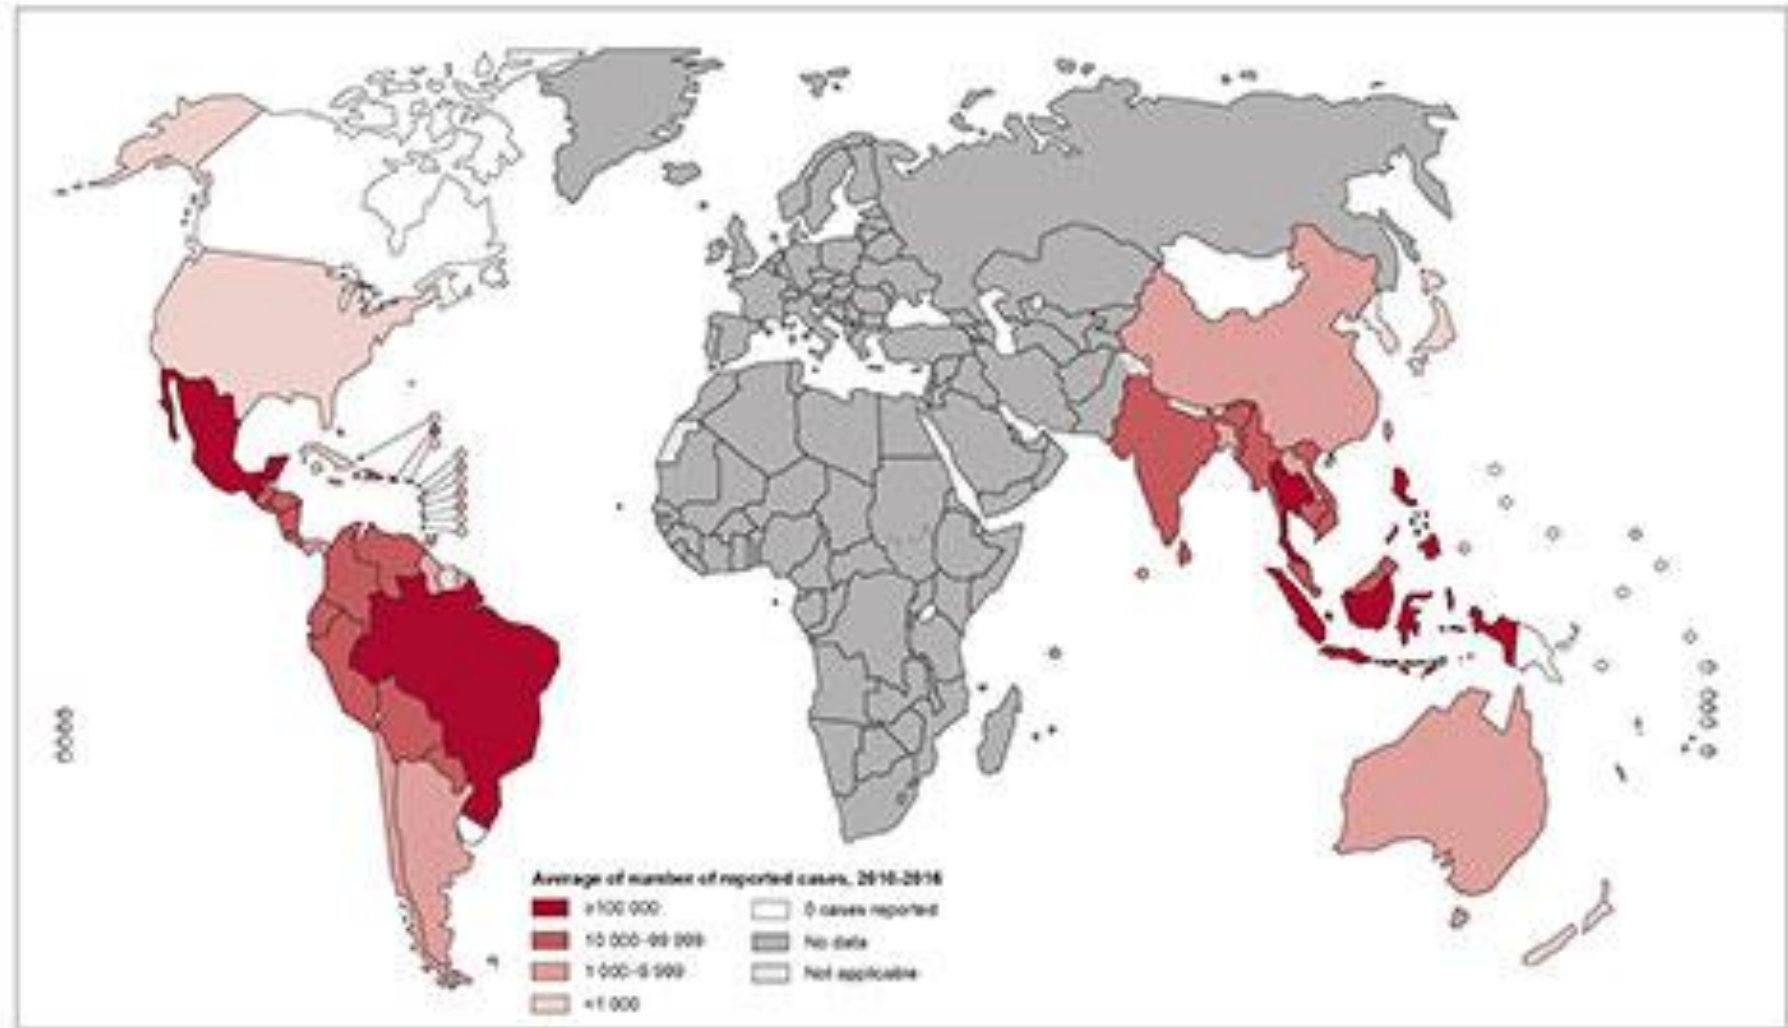 Average of number of reported cases, 2010-2016
≥100 000
10 000-99 999
1 000-9 999
<1 000
0 cases reported
No data
Not applicable